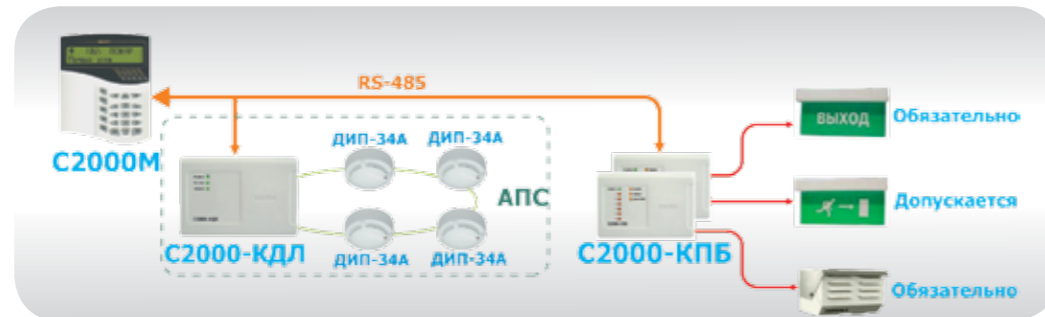 RS-485
С2000М
ДИП-34А
ДИП-34А
АПС
С2000-КДЛ
ДИП-34А
ДИП-34А
С2000-КПБ
ВЫХОД
Обязательно
Допускается
Обязательно